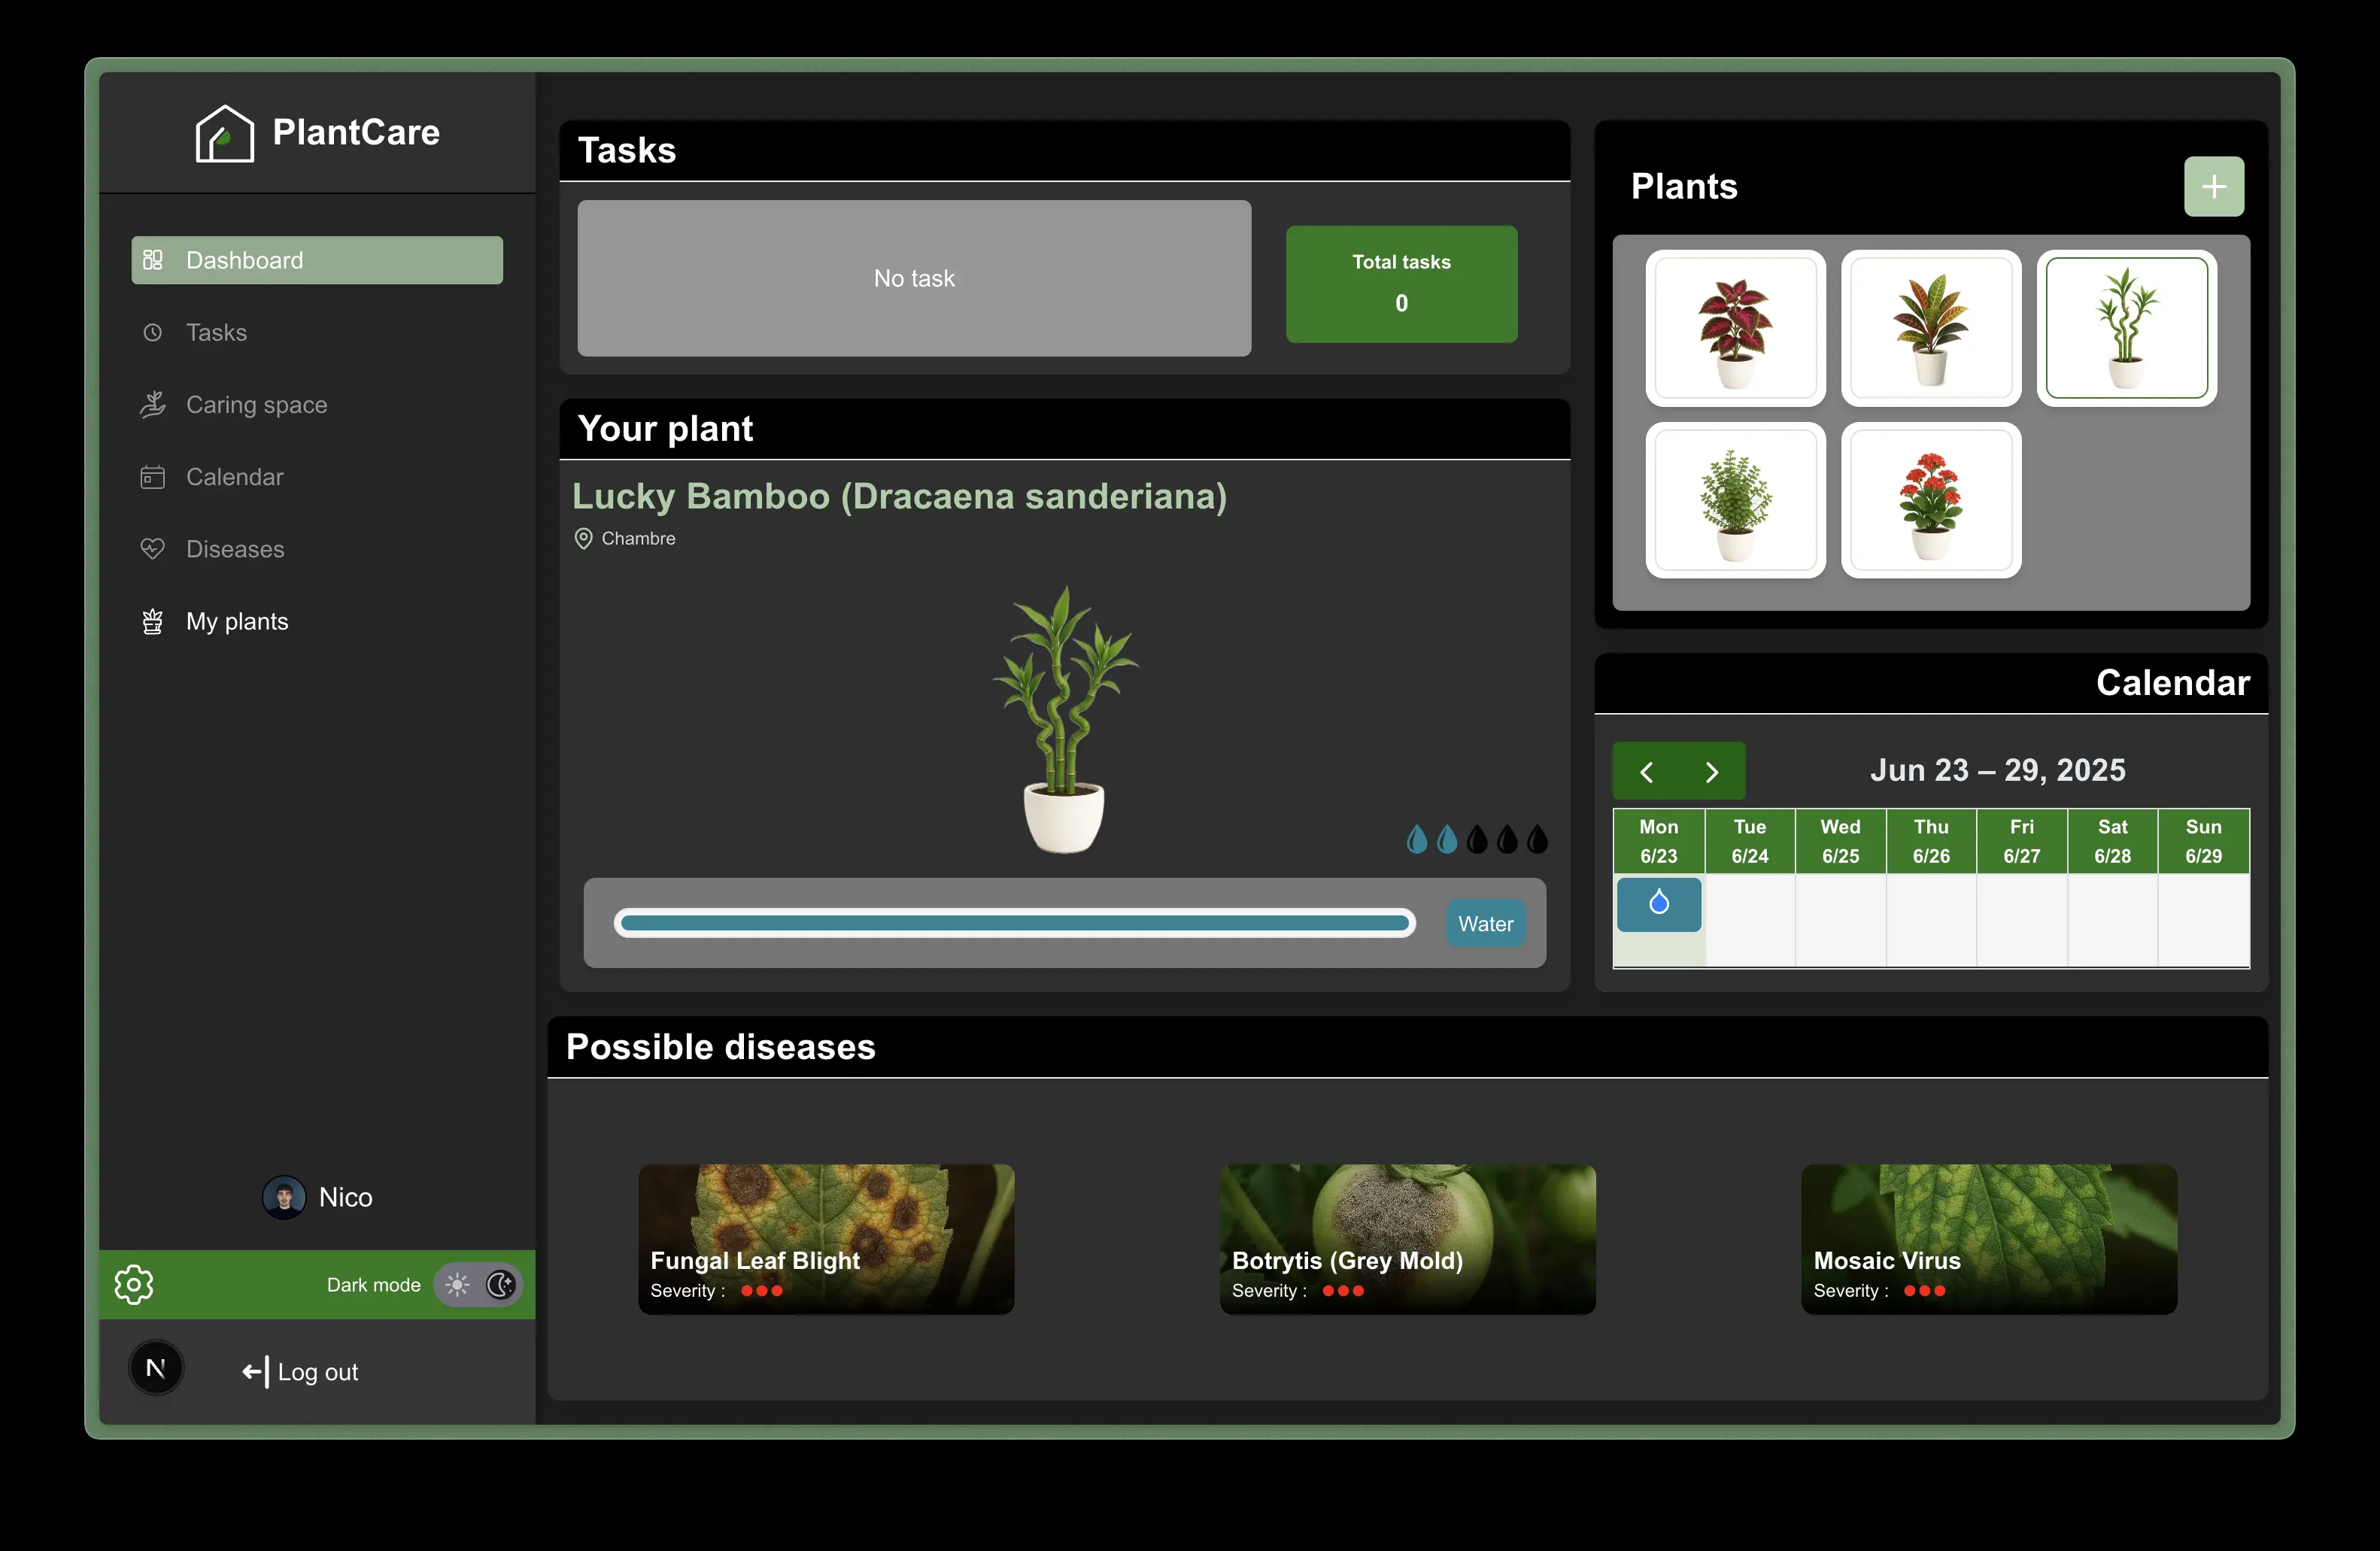 PlantCare
Dashboard
Tasks
Caring space
Calendar
Diseases
My plants
Nico
Dark mode
N
Log out
Tasks
No task
Total tasks
0
Your plant
Lucky Bamboo (Dracaena sanderiana)
Chambre
Water
Plants
Calendar
Jun 23 – 29, 2025
Mon Tue Wed Thu Fri Sat Sun
6/23 6/24 6/25 6/26 6/27 6/28 6/29
Possible diseases
Fungal Leaf Blight
Severity :
Botrytis (Grey Mold)
Severity :
Mosaic Virus
Severity :